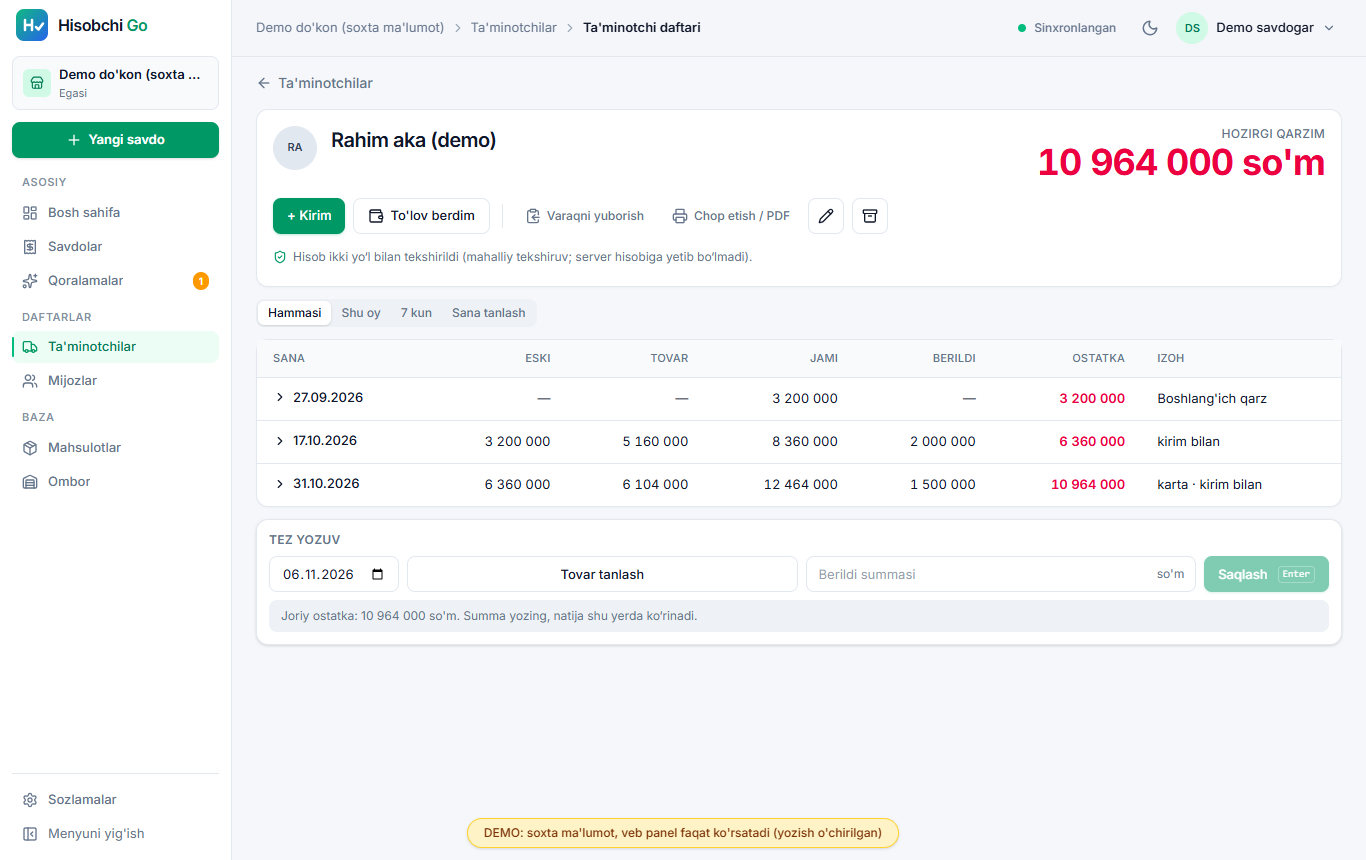 H✓ Hisobchi Go
Demo do'kon (soxta ...
Egasi
+ Yangi savdo
ASOSIY
Bosh sahifa
Savdolar
Qoralamalar 1
DAFTARLAR
Ta'minotchilar
Mijozlar
BAZA
Mahsulotlar
Ombor
Sozlamalar
Menyuni yig'ish
Demo do'kon (soxta ma'lumot) > Ta'minotchilar > Ta'minotchi daftari
Sinxronlangan
DS Demo savdogar
← Ta'minotchilar
RA Rahim aka (demo)
HOZIRGI QARZIM
10 964 000 so'm
+ Kirim To'lov berdim Varaqni yuborish Chop etish / PDF
Hisob ikki yo'l bilan tekshirildi (mahalliy tekshiruv; server hisobiga yetib bo'lmadi).
Hammasi Shu oy 7 kun Sana tanlash
SANA ESKI TOVAR JAMI BERILDI OSTATKA IZOH
27.09.2026 — — 3 200 000 — 3 200 000 Boshlang'ich qarz
17.10.2026 3 200 000 5 160 000 8 360 000 2 000 000 6 360 000 kirim bilan
31.10.2026 6 360 000 6 104 000 12 464 000 1 500 000 10 964 000 karta · kirim bilan
TEZ YOZUV
06.11.2026 Tovar tanlash Berildi summasi so'm Saqlash Enter
Joriy ostatka: 10 964 000 so'm. Summa yozing, natija shu yerda ko'rinadi.
DEMO: soxta ma'lumot, veb panel faqat ko'rsatadi (yozish o'chirilgan)